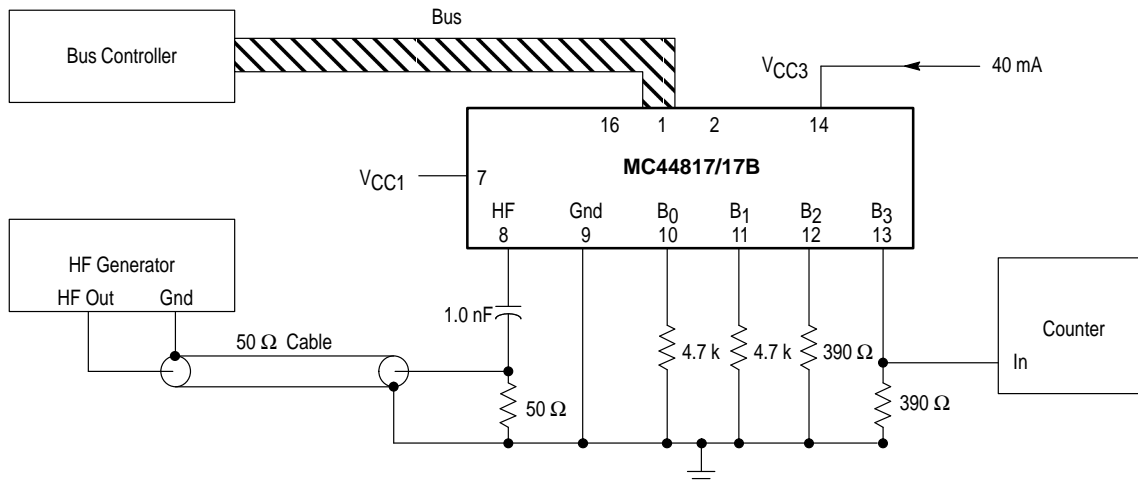 Bus
Bus Controller
VCC3
40 mA
16 1 2 14
MC44817/17B
VCC1
7
HF Gnd B0 B1 B2 B3
8 9 10 11 12 13
HF Generator
HF Out Gnd
1.0 nF
50 Ω Cable
50 Ω
4.7 k
4.7 k
390 Ω
390 Ω
Counter
In